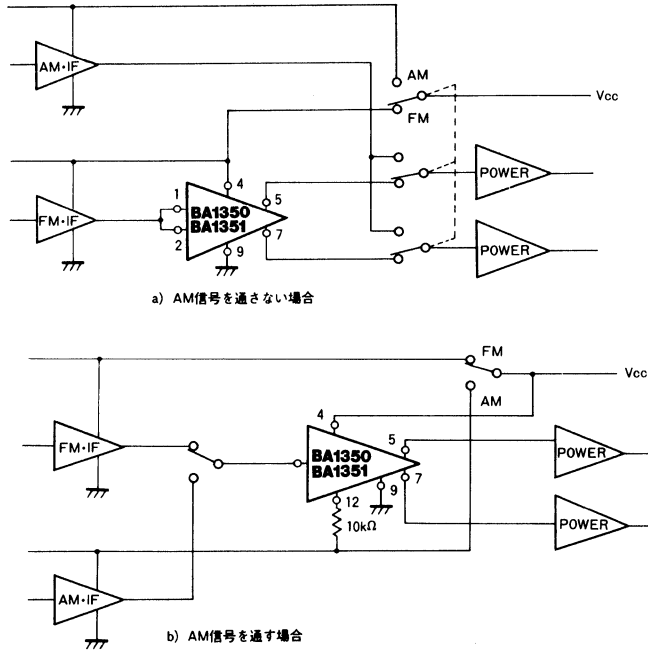 AM・IF
AM
Vcc
FM
4
POWER
1
5
FM・IF
BA1350
BA1351
2
7
POWER
9
a) AM信号を通さない場合
FM
Vcc
AM
4
FM・IF
5
BA1350
BA1351
POWER
9
7
12
10kΩ
POWER
AM・IF
b) AM信号を通す場合